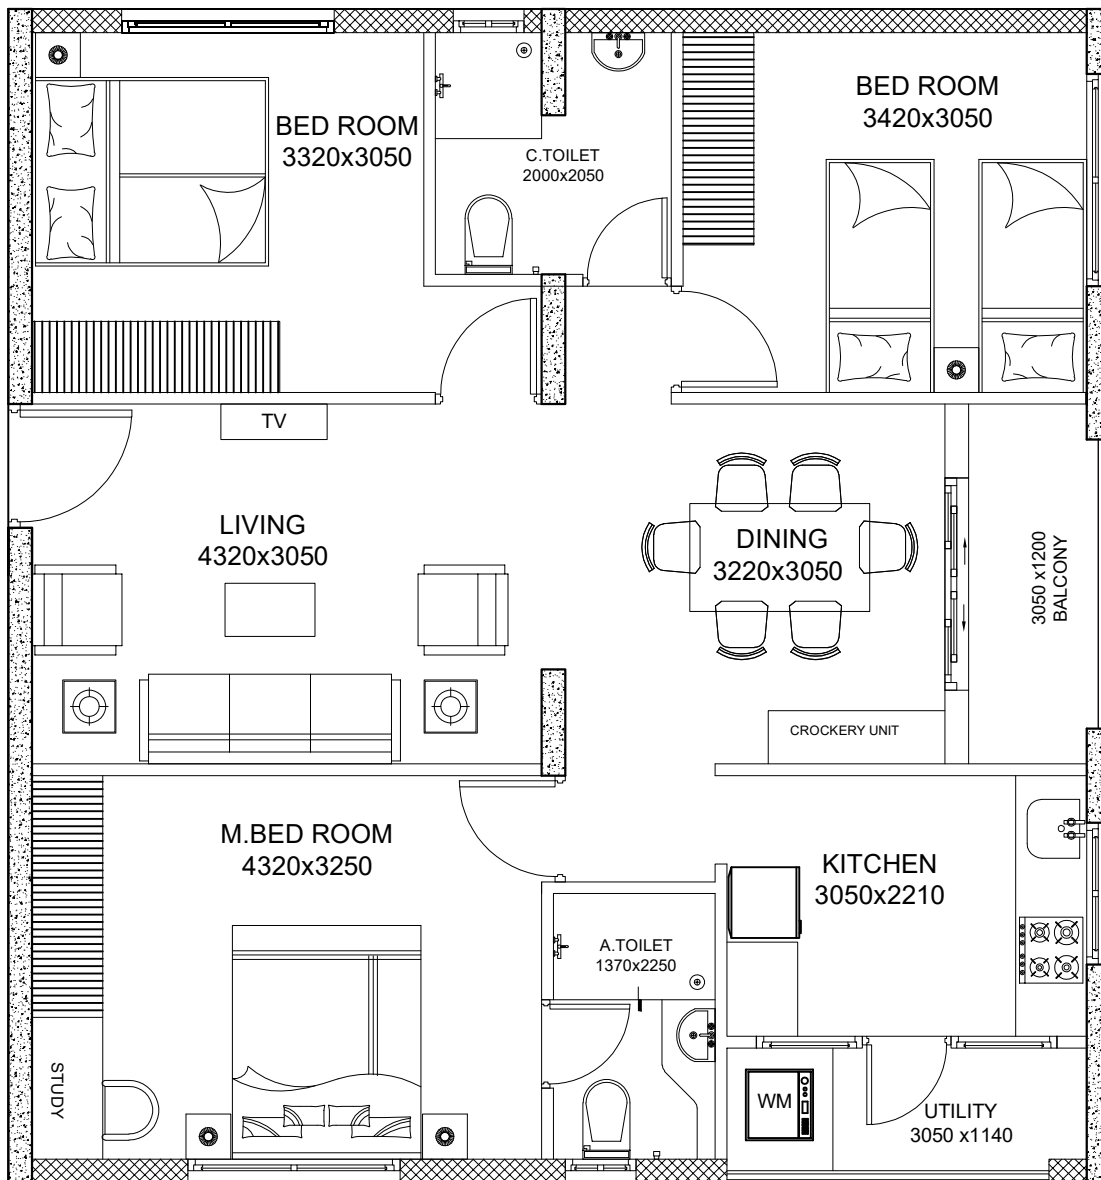 BED ROOM
3320x3050
C.TOILET
2000x2050
BED ROOM
3420x3050
TV
LIVING
4320x3050
DINING
3220x3050
3050 x1200
BALCONY
CROCKERY UNIT
M.BED ROOM
4320x3250
KITCHEN
3050x2210
A.TOILET
1370x2250
STUDY
WM
UTILITY
3050 x1140